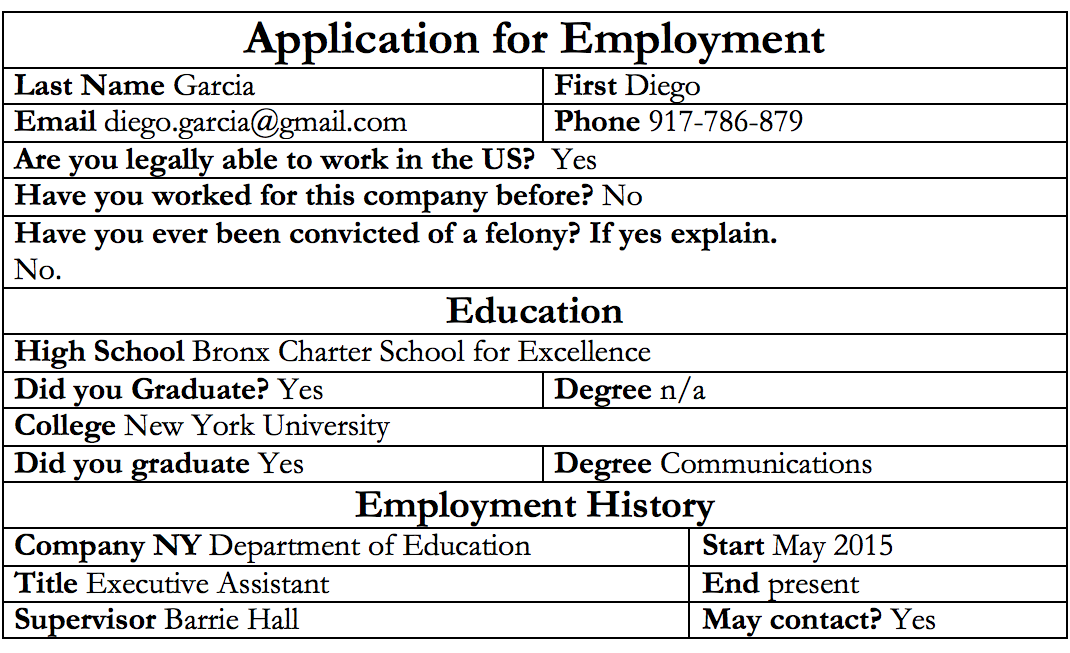 Application for Employment
Last Name Garcia First Diego
Email diego.garcia@gmail.com Phone 917-786-879
Are you legally able to work in the US? Yes
Have you worked for this company before? No
Have you ever been convicted of a felony? If yes explain.
No.
Education
High School Bronx Charter School for Excellence
Did you Graduate? Yes Degree n/a
College New York University
Did you graduate Yes Degree Communications
Employment History
Company NY Department of Education Start May 2015
Title Executive Assistant End present
Supervisor Barrie Hall May contact? Yes